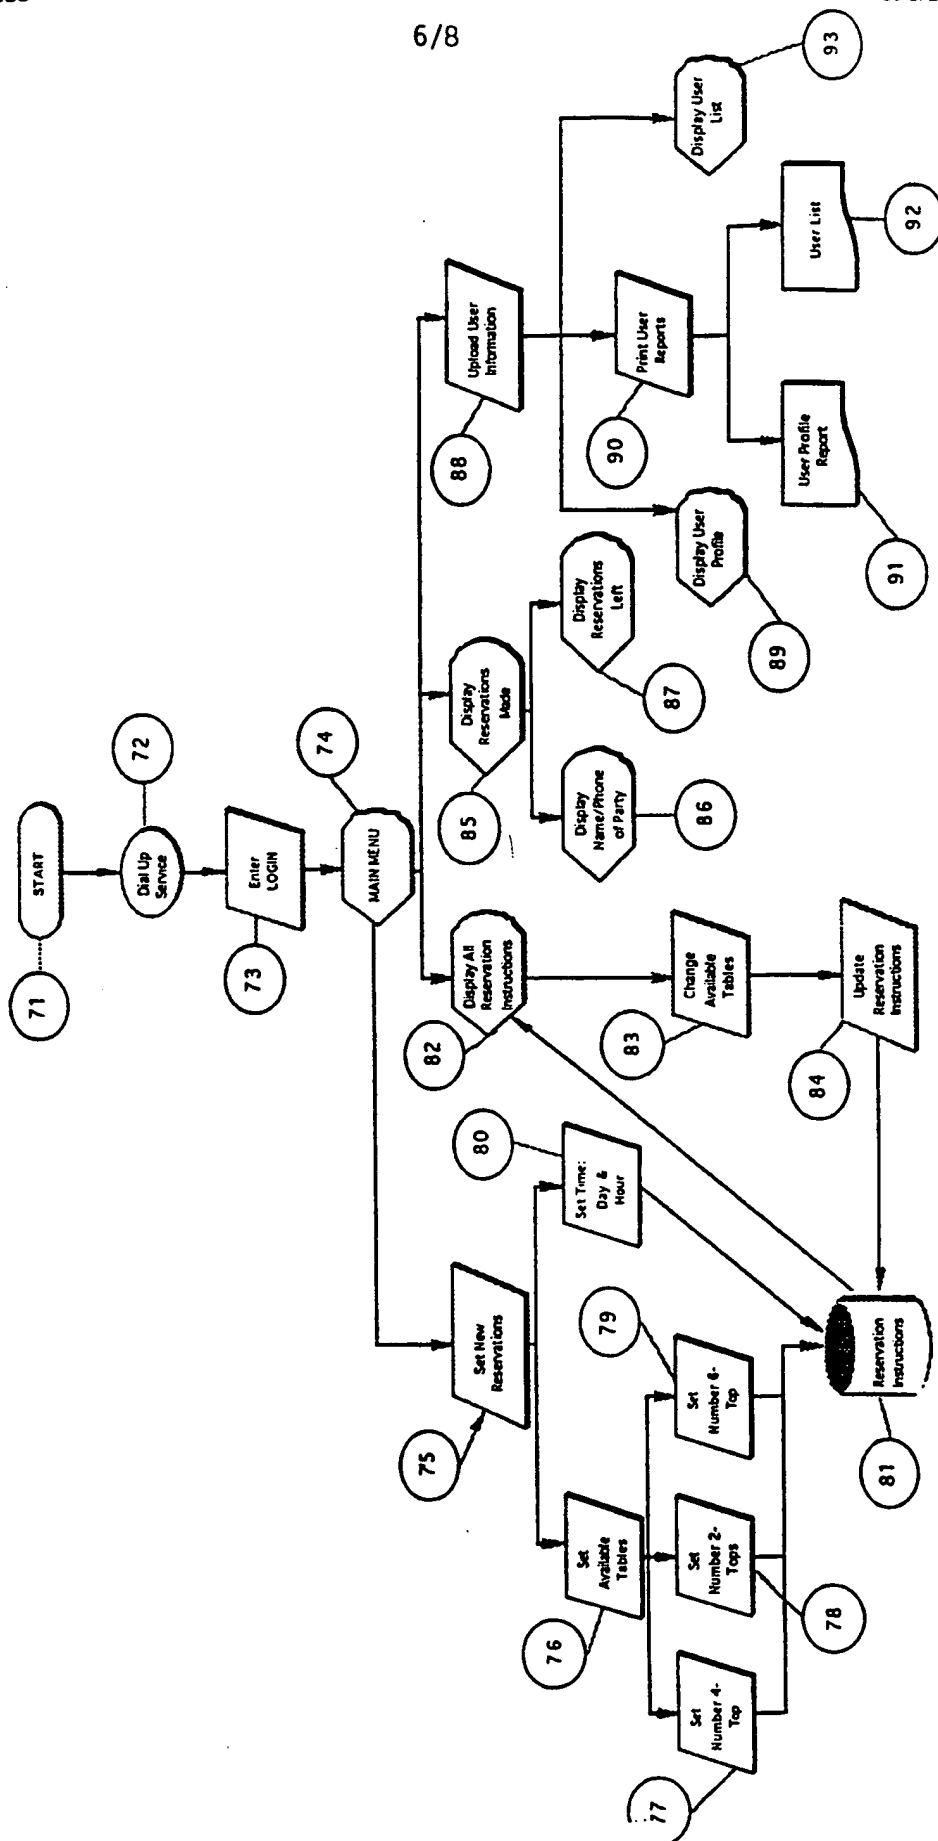 6/8
START
71
Dial Up
Service
72
Enter
LOGIN
73
MAIN MENU
74
Set New
Reservations
75
Set
Available
Tables
76
Set
Number 4-
Top
77
Set
Number 2-
Tops
78
Set
Number 6-
Top
79
Set Time:
Day &
Hour
80
Reservation
Instructions
81
Display All
Reservation
Instructions
82
Change
Available
Tables
83
Update
Reservation
Instructions
84
Display
Reservations
Made
85
Display
Name/Phone
of Party
86
Display
Reservations
Left
87
Upload User
Information
88
Display User
Profile
89
Print User
Reports
90
User Profile
Report
91
User List
92
Display User
List
93